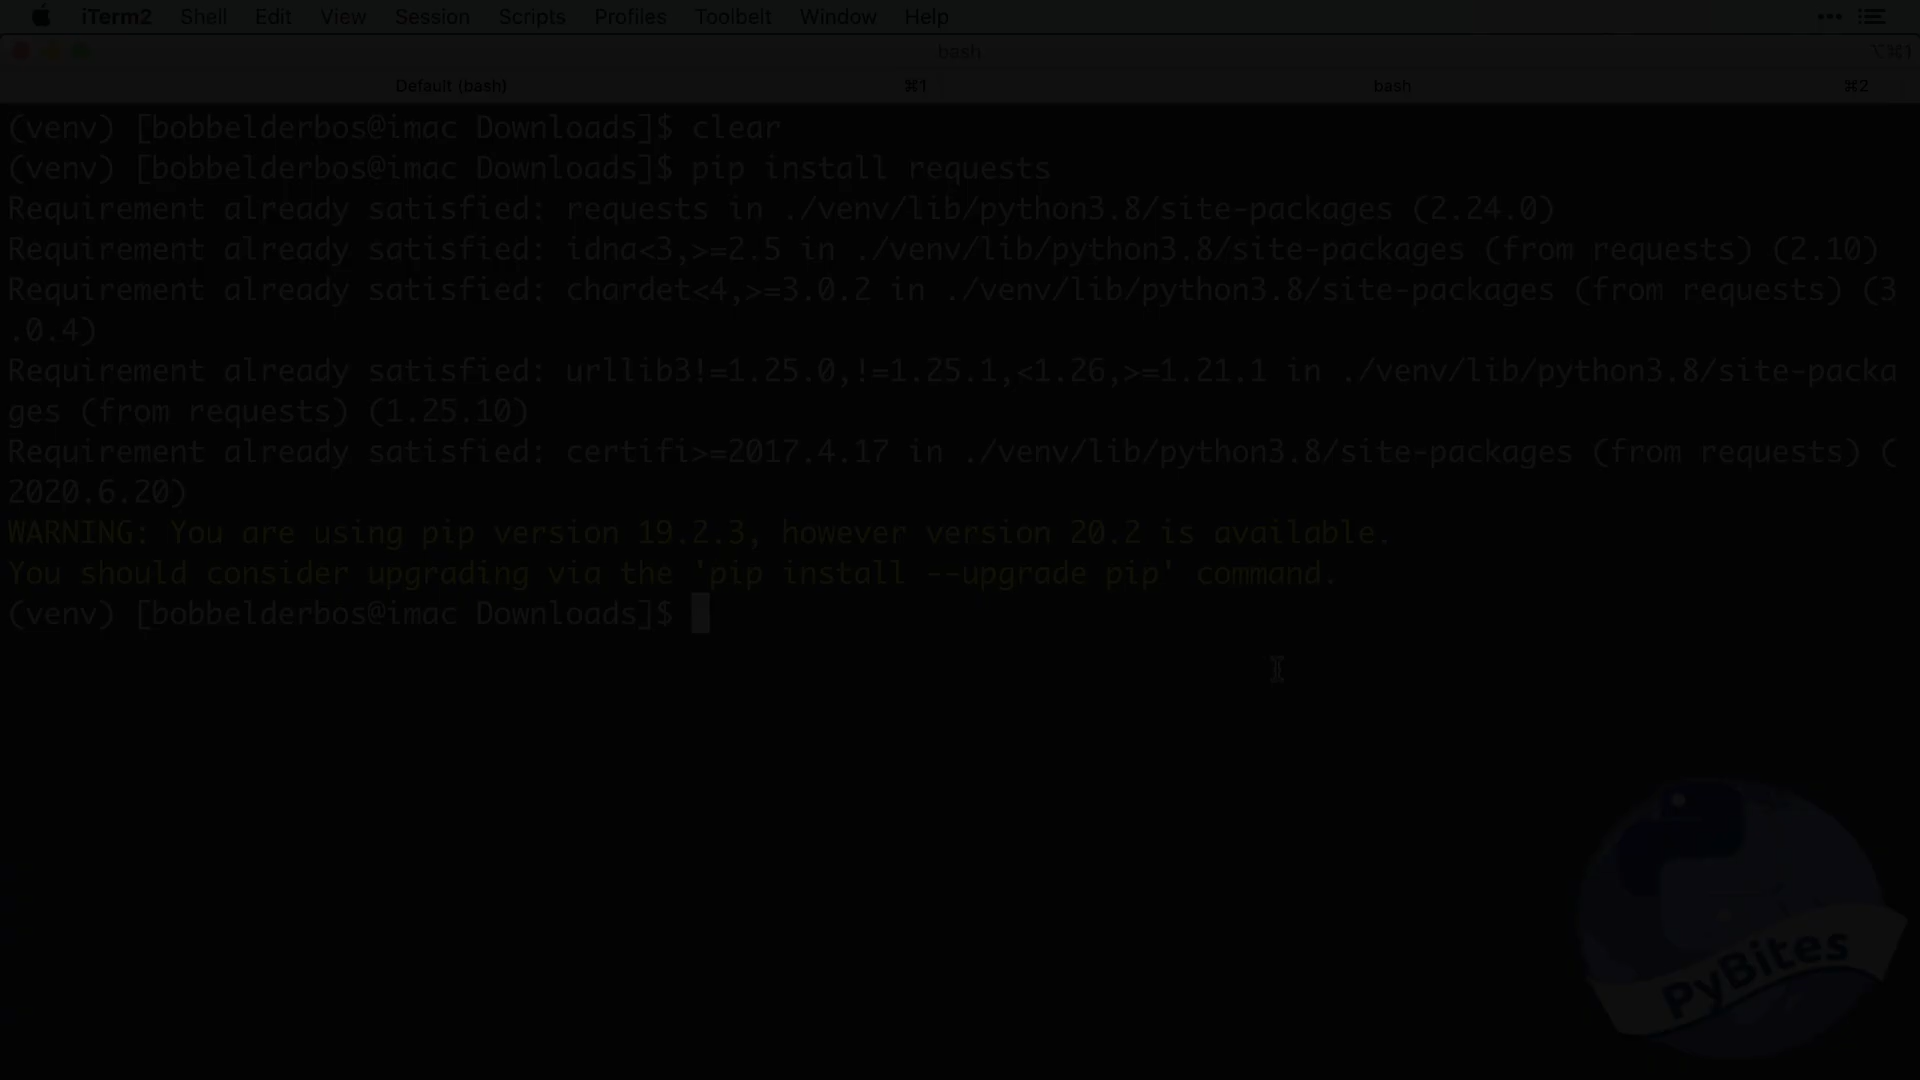 iTerm2 Shell Edit View Session Scripts Profiles Toolbelt Window Help
bash ⌥⌘1
Default (bash) ⌘1 bash ⌘2
(venv) [bobbelderbos@imac Downloads]$ clear
(venv) [bobbelderbos@imac Downloads]$ pip install requests
Requirement already satisfied: requests in ./venv/lib/python3.8/site-packages (2.24.0)
Requirement already satisfied: idna<3,>=2.5 in ./venv/lib/python3.8/site-packages (from requests) (2.10)
Requirement already satisfied: chardet<4,>=3.0.2 in ./venv/lib/python3.8/site-packages (from requests) (3
.0.4)
Requirement already satisfied: urllib3!=1.25.0,!=1.25.1,<1.26,>=1.21.1 in ./venv/lib/python3.8/site-packa
ges (from requests) (1.25.10)
Requirement already satisfied: certifi>=2017.4.17 in ./venv/lib/python3.8/site-packages (from requests) (
2020.6.20)
WARNING: You are using pip version 19.2.3, however version 20.2 is available.
You should consider upgrading via the 'pip install --upgrade pip' command.
(venv) [bobbelderbos@imac Downloads]$
PyBites